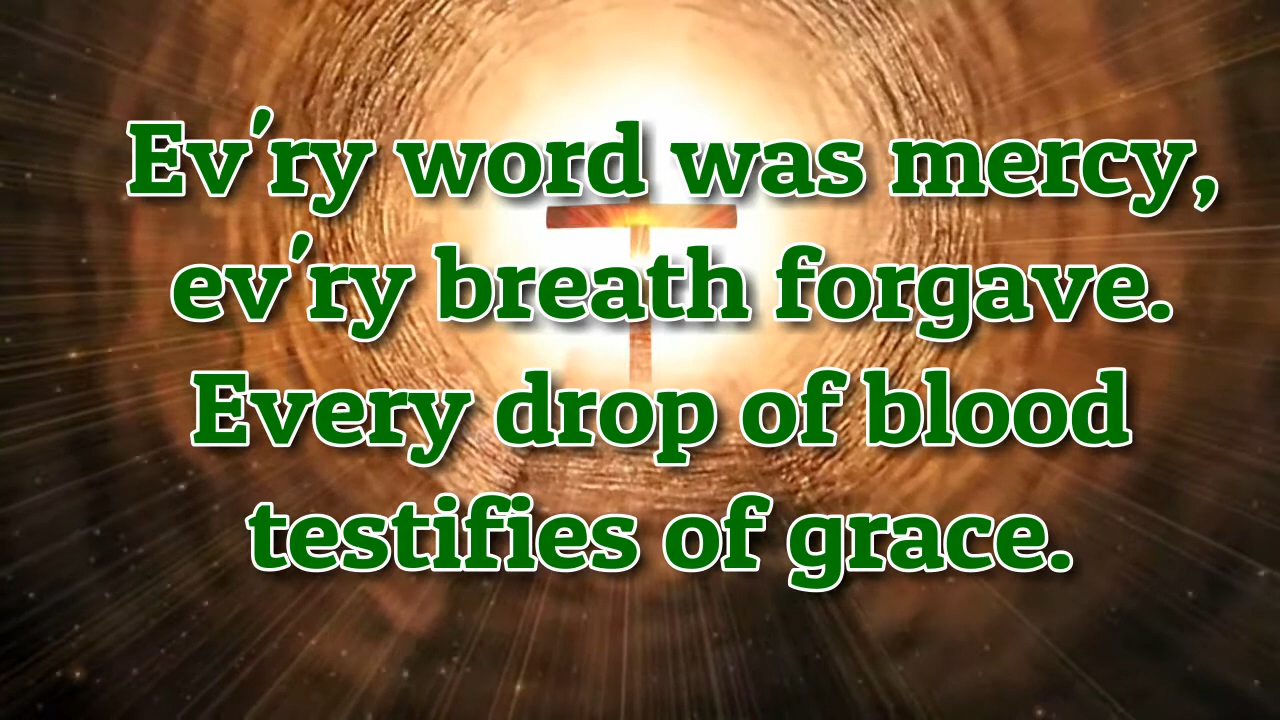 Ev'ry word was mercy,
ev'ry breath forgave.
Every drop of blood
testifies of grace.